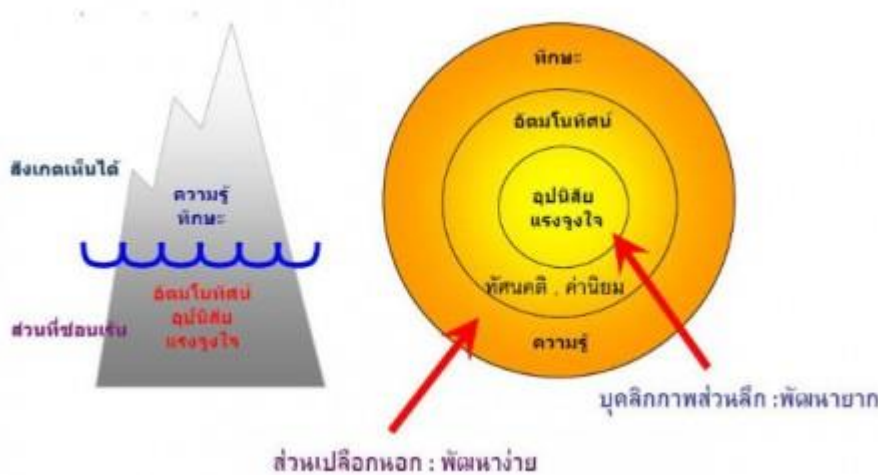 สังเกตเห็นได้
ความรู้
ทักษะ
อัตมโนทัศน์
อุปนิสัย
แรงจูงใจ
ส่วนที่ซ่อนเร้น
ทักษะ
อัตมโนทัศน์
อุปนิสัย
แรงจูงใจ
ทัศนคติ , ค่านิยม
ความรู้
บุคลิกภาพส่วนลึก :พัฒนายาก
ส่วนเปลือกนอก : พัฒนาง่าย